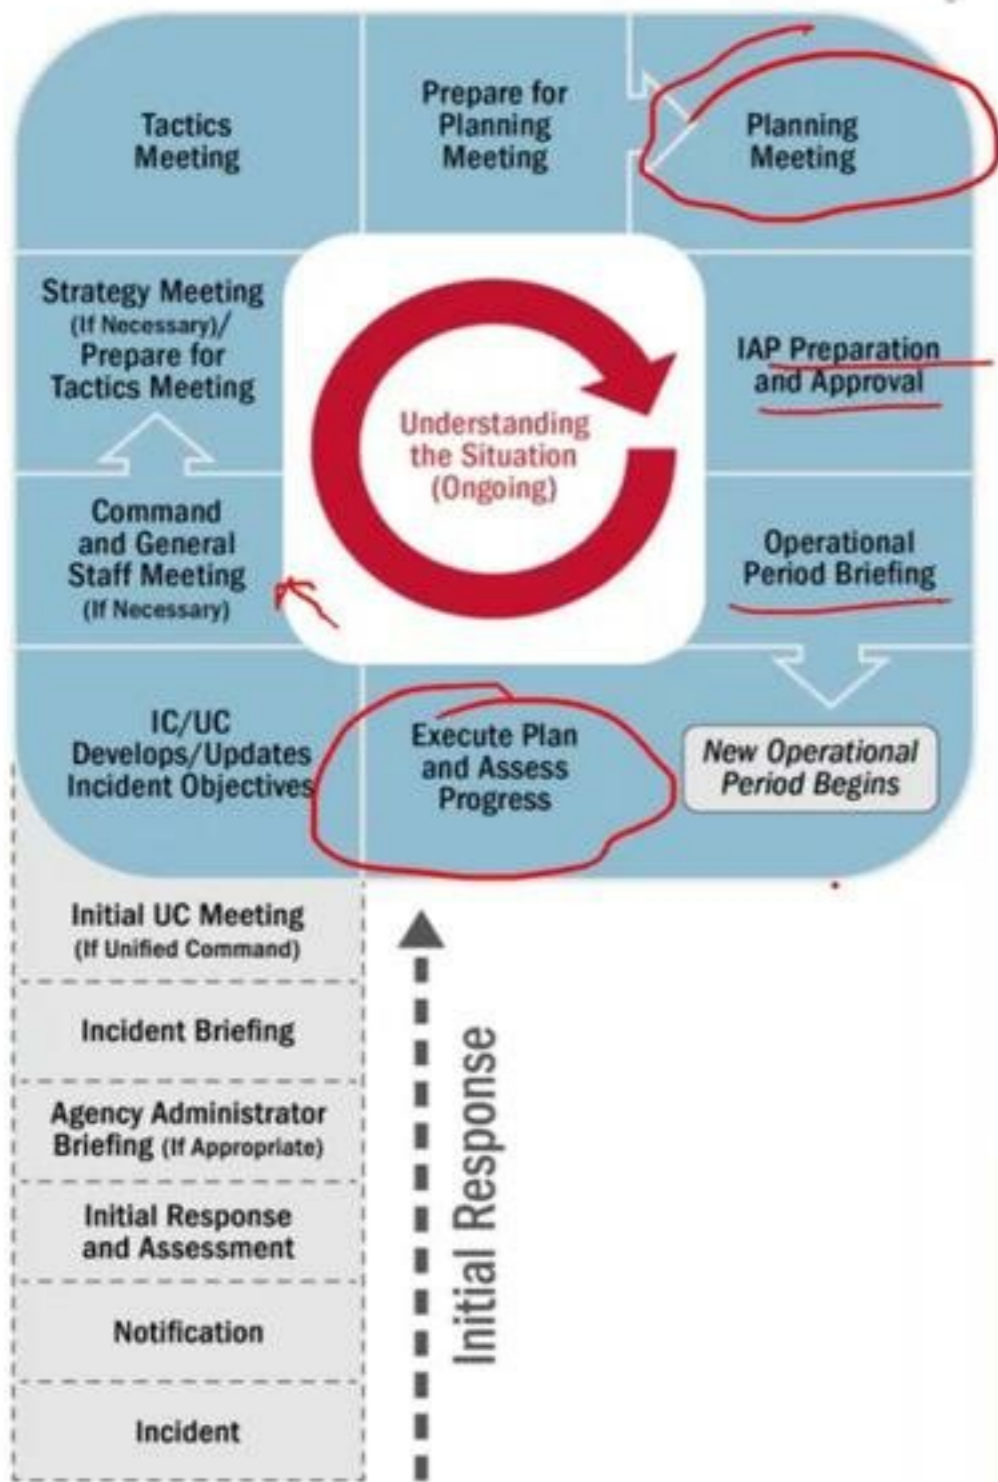 Tactics
Meeting
Prepare for
Planning
Meeting
Planning
Meeting
Strategy Meeting
(If Necessary)/
Prepare for
Tactics Meeting
Understanding
the Situation
(Ongoing)
IAP Preparation
and Approval
Command
and General
Staff Meeting
(If Necessary)
Operational
Period Briefing
IC/UC
Develops/Updates
Incident Objectives
Execute Plan
and Assess
Progress
New Operational
Period Begins
Initial UC Meeting
(If Unified Command)
Incident Briefing
Agency Administrator
Briefing (If Appropriate)
Initial Response
and Assessment
Notification
Incident
Initial Response